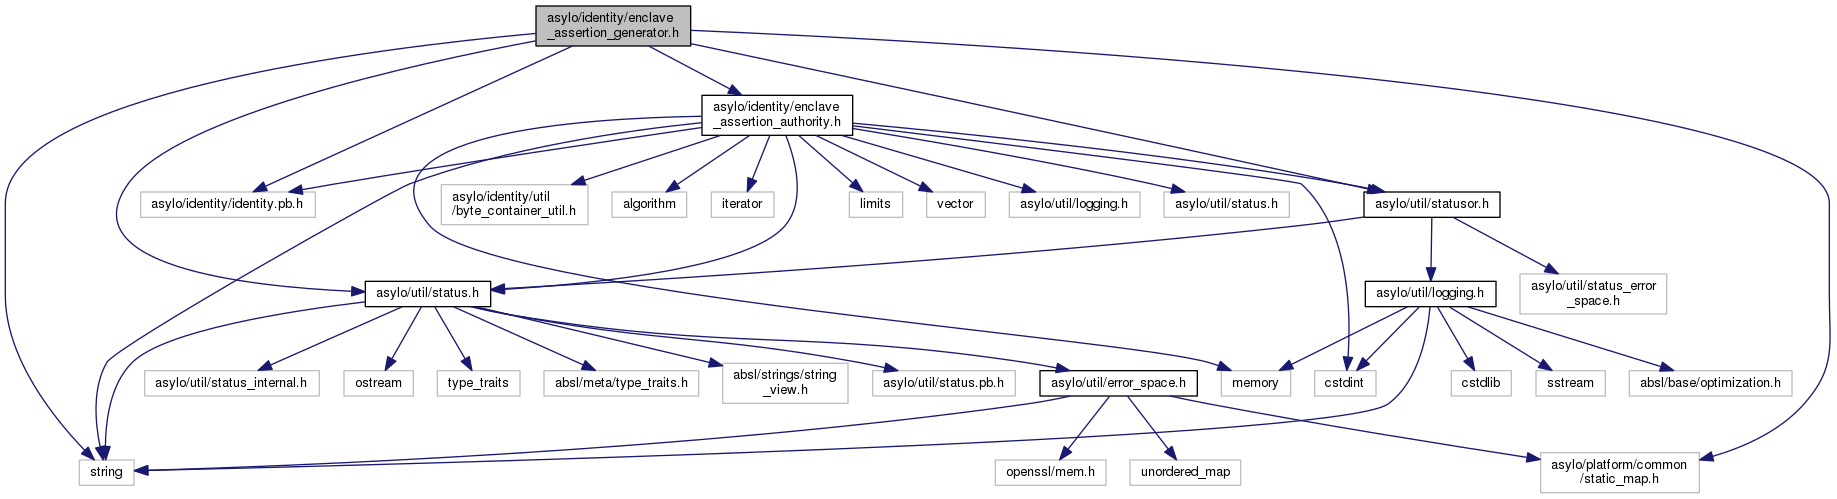 asylo/identity/enclave
_assertion_generator.h
asylo/identity/enclave
_assertion_authority.h
asylo/identity/identity.pb.h
asylo/identity/util
/byte_container_util.h
algorithm
iterator
limits
vector
asylo/util/logging.h
asylo/util/status.h
asylo/util/statusor.h
asylo/util/status.h
asylo/util/logging.h
asylo/util/status_error
_space.h
asylo/util/status_internal.h
ostream
type_traits
absl/meta/type_traits.h
absl/strings/string
_view.h
asylo/util/status.pb.h
asylo/util/error_space.h
memory
cstdint
cstdlib
sstream
absl/base/optimization.h
string
openssl/mem.h
unordered_map
asylo/platform/common
/static_map.h